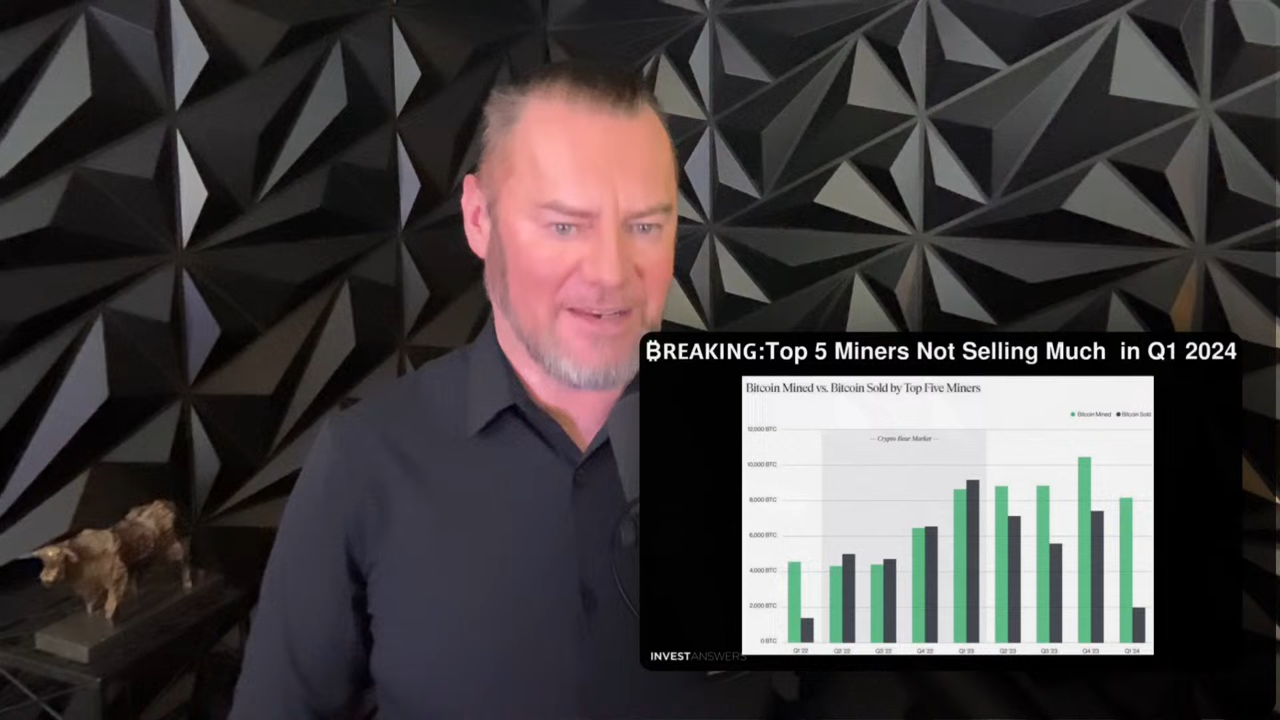 ₿REAKING:Top 5 Miners Not Selling Much in Q1 2024
Bitcoin Mined vs. Bitcoin Sold by Top Five Miners
Bitcoin Mined Bitcoin Sold
— Crypto Bear Market —
12,000 BTC
10,000 BTC
8,000 BTC
6,000 BTC
4,000 BTC
2,000 BTC
0 BTC
Q1 '22 Q2 '22 Q3 '22 Q4 '22 Q1 '23 Q2 '23 Q3 '23 Q4 '23 Q1 '24
INVESTANSWERS